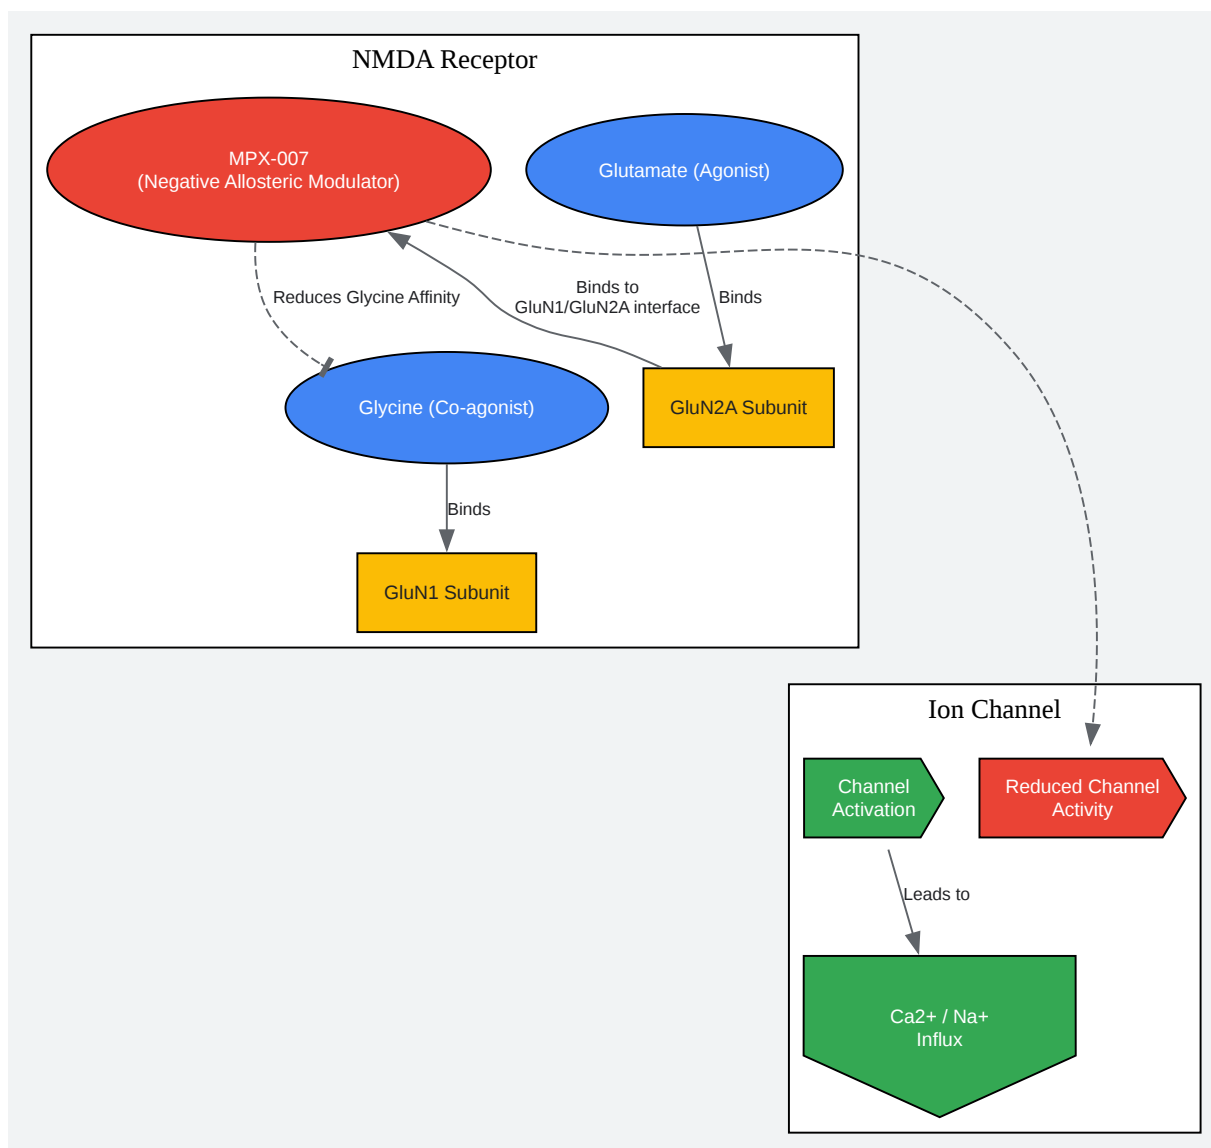 NMDA Receptor
MPX-007
(Negative Allosteric Modulator)
Glutamate (Agonist)
Reduces Glycine Affinity
Binds to
GluN1/GluN2A interface
Binds
Glycine (Co-agonist)
GluN2A Subunit
Binds
GluN1 Subunit
Ion Channel
Channel
Activation
Reduced Channel
Activity
Leads to
Ca2+ / Na+
Influx